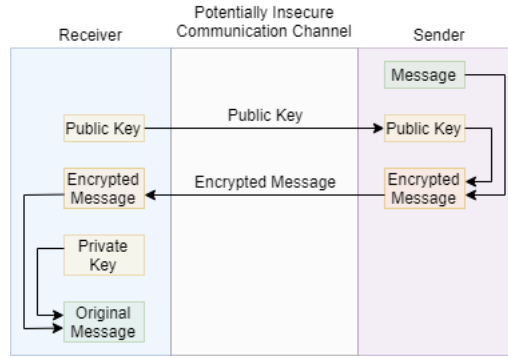 Receiver
Potentially Insecure
Communication Channel
Sender
Message
Public Key
Public Key
Public Key
Encrypted
Message
Encrypted Message
Encrypted
Message
Private
Key
Original
Message